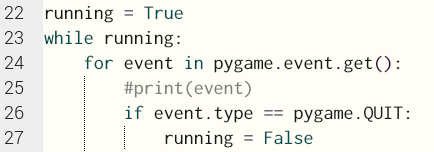 22 running = True
23 while running:
24     for event in pygame.event.get():
25         #print(event)
26         if event.type == pygame.QUIT:
27             running = False